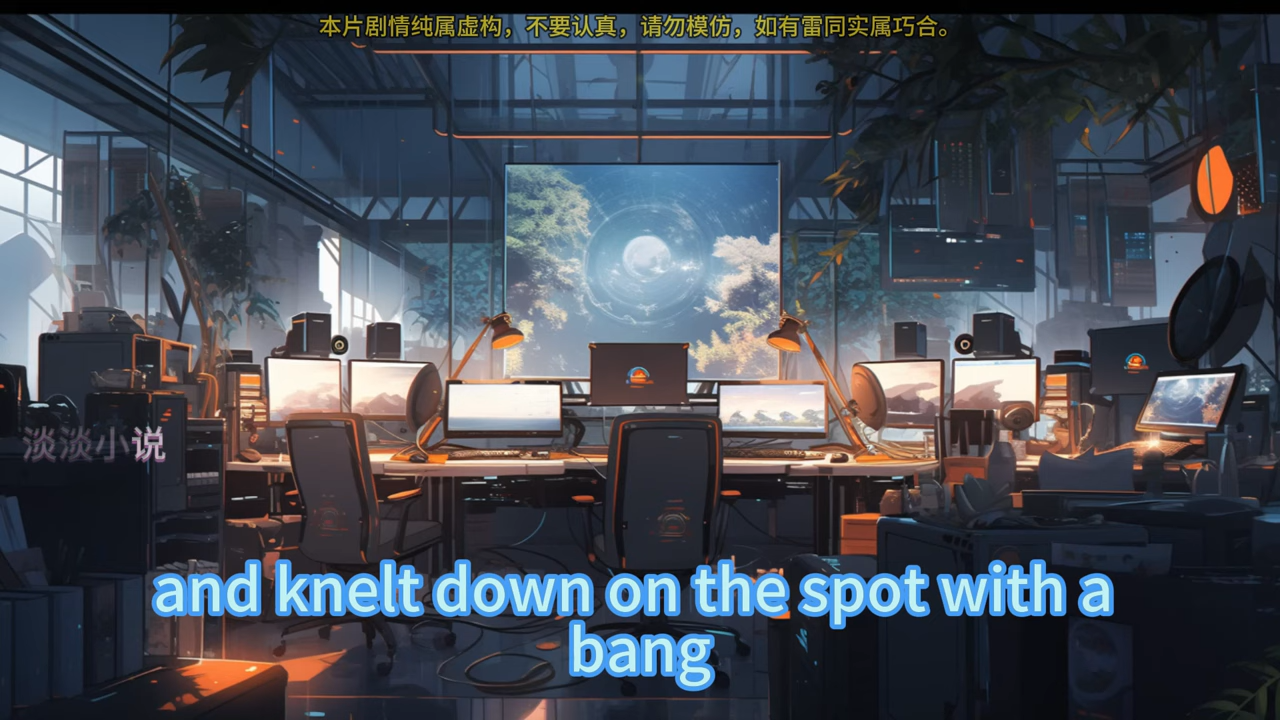 本片剧情纯属虚构，不要认真，请勿模仿，如有雷同实属巧合。
淡淡小说
and knelt down on the spot with a
bang